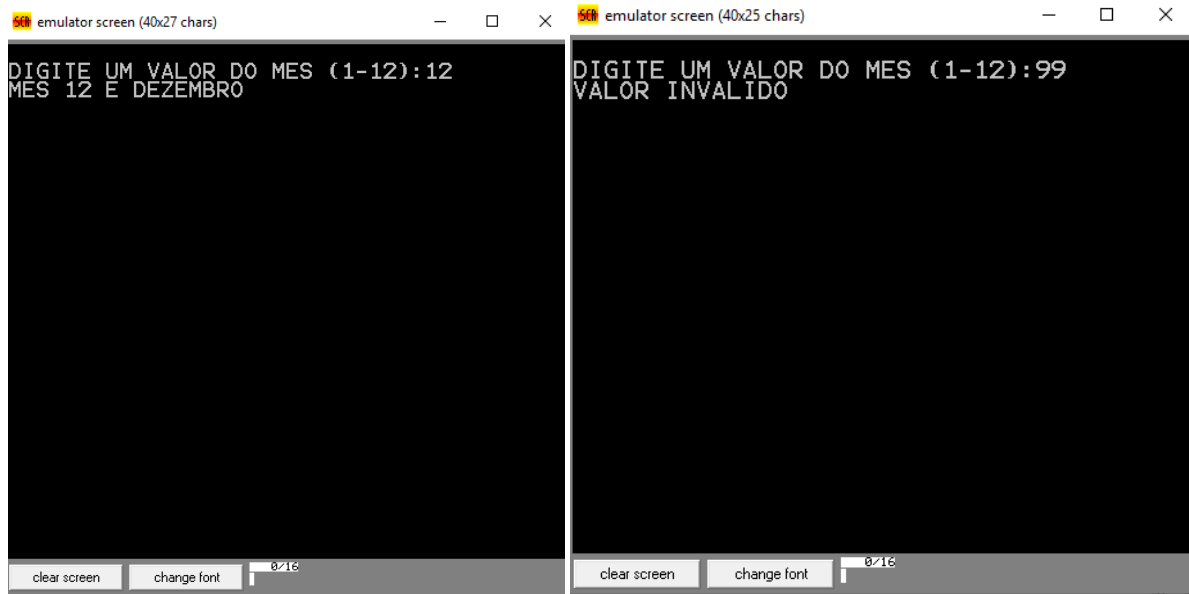 SCR emulator screen (40x27 chars)
DIGITE UM VALOR DO MES (1-12):12
MES 12 E DEZEMBRO
clear screen
change font
0/16
SCR emulator screen (40x25 chars)
DIGITE UM VALOR DO MES (1-12):99
VALOR INVALIDO
clear screen
change font
0/16